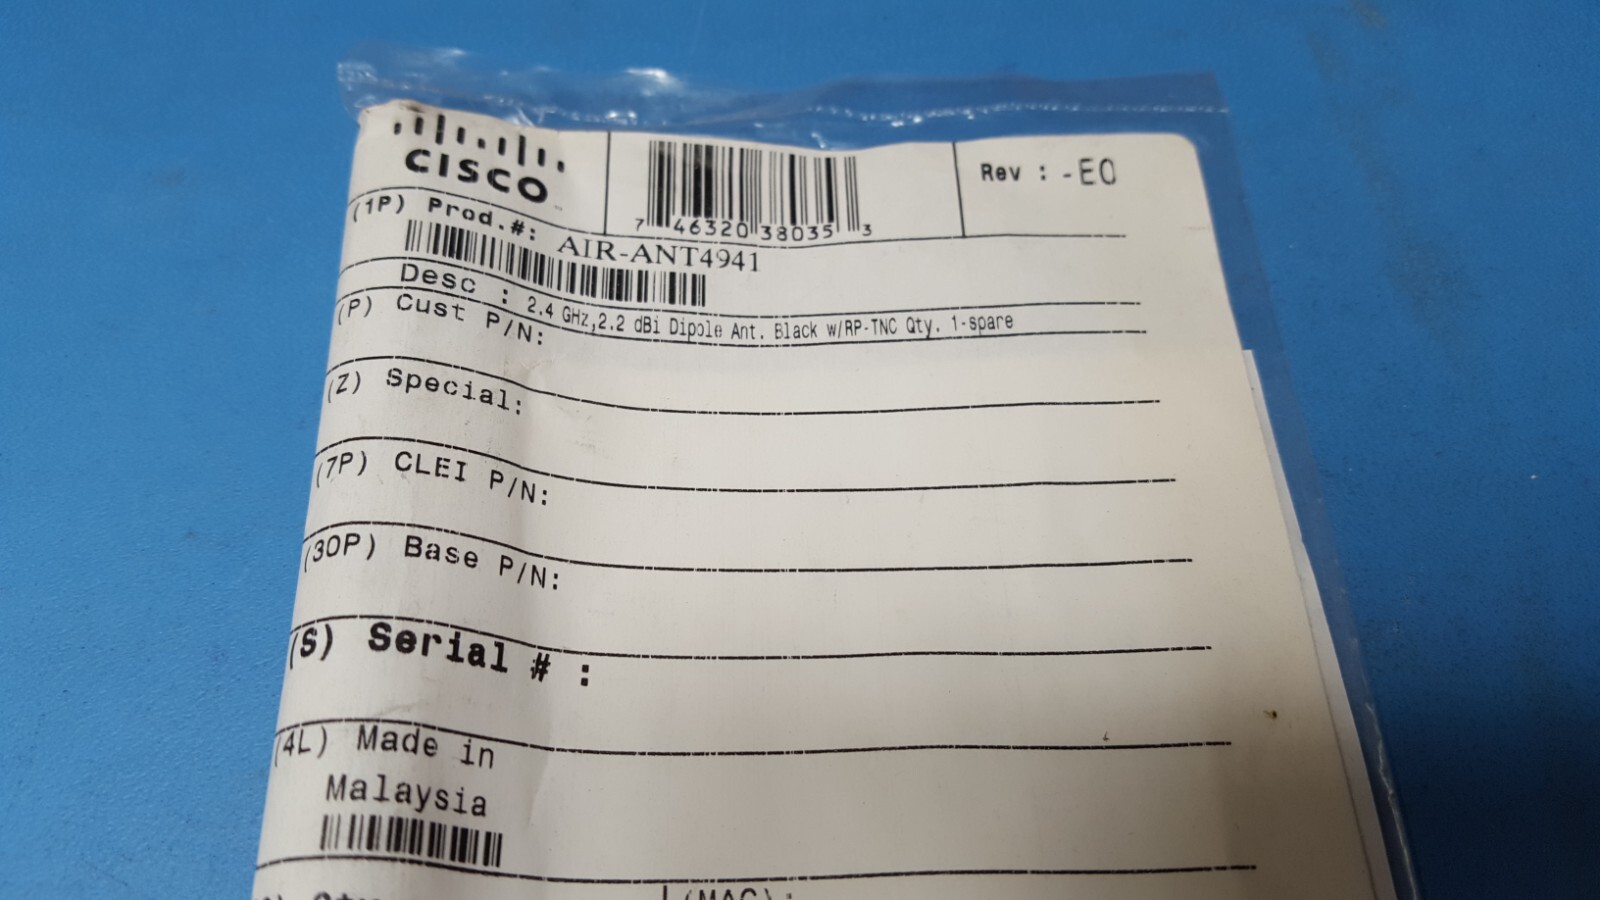 CISCO
7 46320 38035 3
Rev : -E0
(1P) Prod.#: AIR-ANT4941
Desc : 2.4 GHz,2.2 dBi Dipole Ant. Black w/RP-TNC Qty. 1-spare
(P) Cust P/N:
(Z) Special:
(7P) CLEI P/N:
(30P) Base P/N:
(S) Serial # :
(4L) Made in
Malaysia
(MAC):